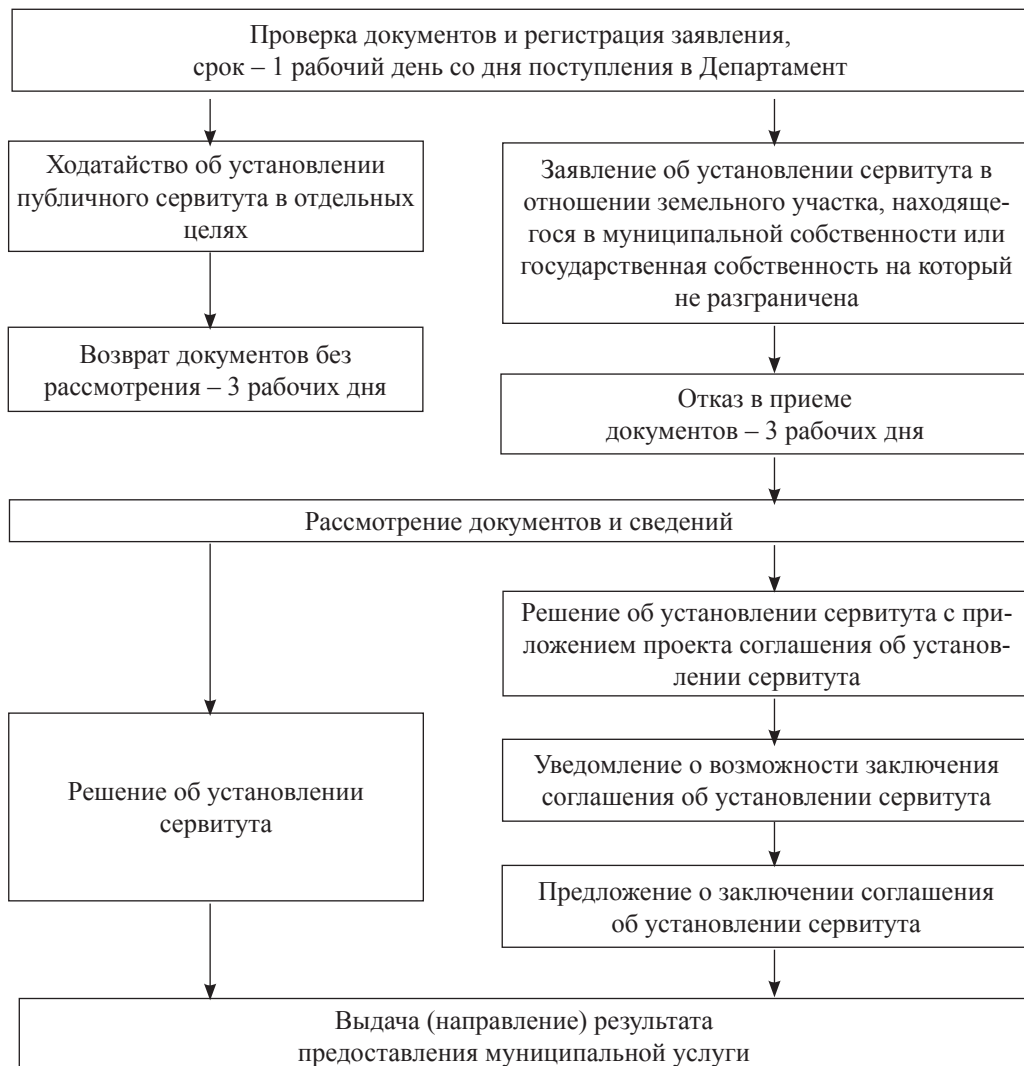 Проверка документов и регистрация заявления,
срок – 1 рабочий день со дня поступления в Департамент
Ходатайство об установлении
публичного сервитута в отдельных
целях
Заявление об установлении сервитута в
отношении земельного участка, находяще-
гося в муниципальной собственности или
государственная собственность на который
не разграничена
Возврат документов без
рассмотрения – 3 рабочих дня
Отказ в приеме
документов – 3 рабочих дня
Рассмотрение документов и сведений
Решение об установлении сервитута с при-
ложением проекта соглашения об установ-
лении сервитута
Решение об установлении
сервитута
Уведомление о возможности заключения
соглашения об установлении сервитута
Предложение о заключении соглашения
об установлении сервитута
Выдача (направление) результата
предоставления муниципальной услуги